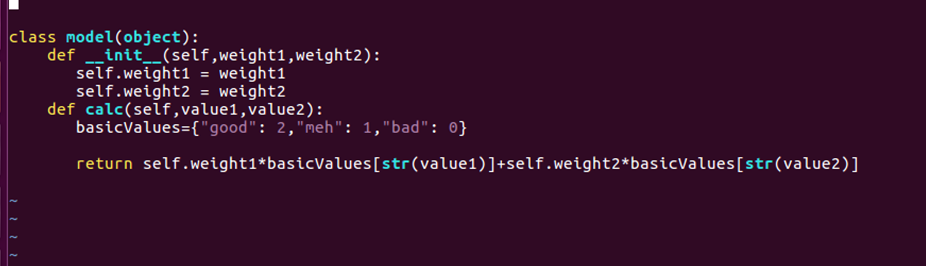 class model(object):
    def __init__(self,weight1,weight2):
       self.weight1 = weight1
       self.weight2 = weight2
    def calc(self,value1,value2):
       basicValues={"good": 2,"meh": 1,"bad": 0}
       return self.weight1*basicValues[str(value1)]+self.weight2*basicValues[str(value2)]
~
~
~
~